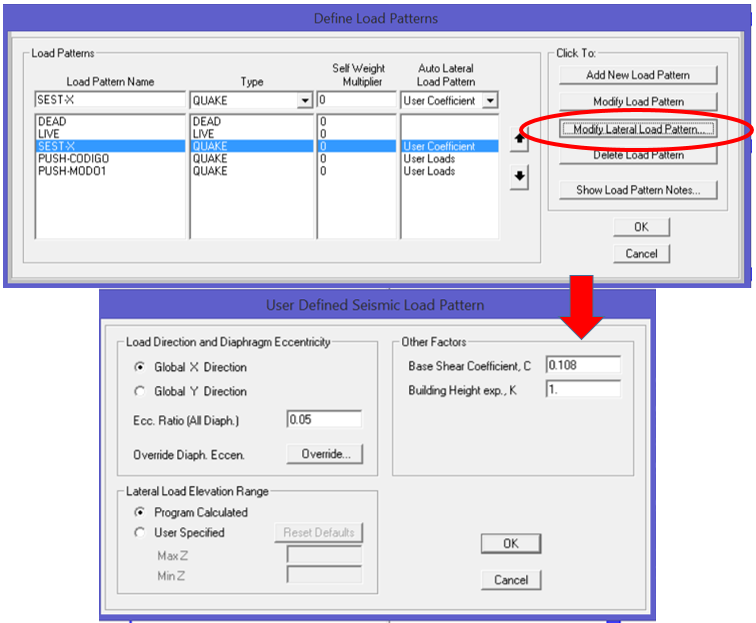 Define Load Patterns
Load Patterns
Load Pattern Name
Type
Self Weight
Multiplier
Auto Lateral
Load Pattern
SEST-X QUAKE 0 User Coefficient
DEAD DEAD 0
LIVE LIVE 0
SEST-X QUAKE 0 User Coefficient
PUSH-CODIGO QUAKE 0 User Loads
PUSH-MODO1 QUAKE 0 User Loads
Click To:
Add New Load Pattern
Modify Load Pattern
Modify Lateral Load Pattern...
Delete Load Pattern
Show Load Pattern Notes...
OK
Cancel
User Defined Seismic Load Pattern
Load Direction and Diaphragm Eccentricity
Global X Direction
Global Y Direction
Ecc. Ratio (All Diaph.) 0.05
Override Diaph. Eccen. Override...
Other Factors
Base Shear Coefficient, C 0.108
Building Height exp., K 1.
Lateral Load Elevation Range
Program Calculated
User Specified Reset Defaults
Max Z
Min Z
OK
Cancel